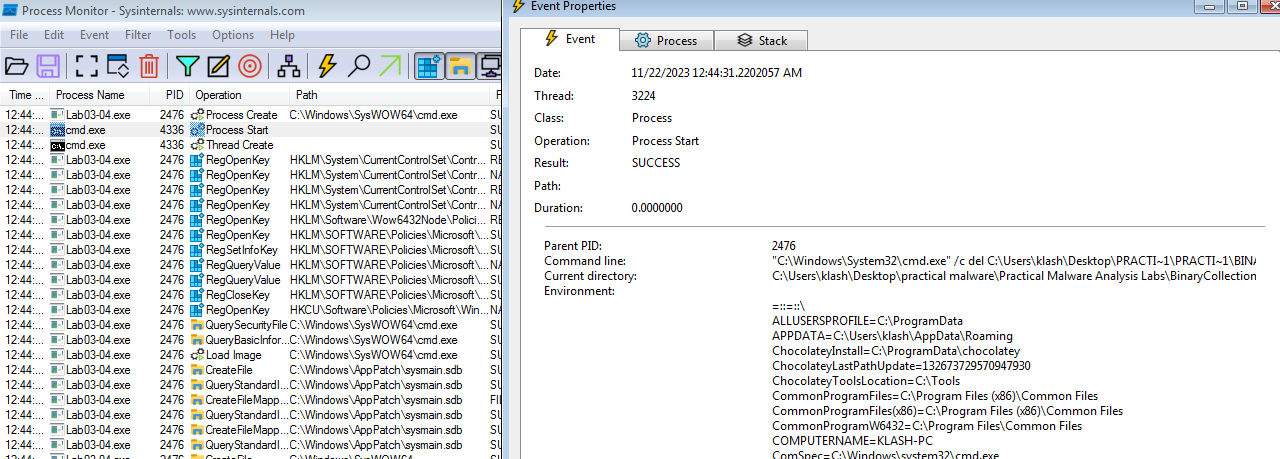 Process Monitor - Sysinternals: www.sysinternals.com
File Edit Event Filter Tools Options Help
Time ... Process Name PID Operation Path
12:44:... Lab03-04.exe 2476 Process Create C:\Windows\SysWOW64\cmd.exe SU
12:44:... cmd.exe 4336 Process Start SU
12:44:... cmd.exe 4336 Thread Create SU
12:44:... Lab03-04.exe 2476 RegOpenKey HKLM\System\CurrentControlSet\Contr... RE
12:44:... Lab03-04.exe 2476 RegOpenKey HKLM\System\CurrentControlSet\Contr... NA
12:44:... Lab03-04.exe 2476 RegOpenKey HKLM\System\CurrentControlSet\Contr... RE
12:44:... Lab03-04.exe 2476 RegOpenKey HKLM\System\CurrentControlSet\Contr... NA
12:44:... Lab03-04.exe 2476 RegOpenKey HKLM\Software\Wow6432Node\Polici... RE
12:44:... Lab03-04.exe 2476 RegOpenKey HKLM\SOFTWARE\Policies\Microsoft\... SU
12:44:... Lab03-04.exe 2476 RegSetInfoKey HKLM\SOFTWARE\Policies\Microsoft\... SU
12:44:... Lab03-04.exe 2476 RegQueryValue HKLM\SOFTWARE\Policies\Microsoft\... NA
12:44:... Lab03-04.exe 2476 RegQueryValue HKLM\SOFTWARE\Policies\Microsoft\... SU
12:44:... Lab03-04.exe 2476 RegCloseKey HKLM\SOFTWARE\Policies\Microsoft\... SU
12:44:... Lab03-04.exe 2476 RegOpenKey HKCU\Software\Policies\Microsoft\Win... NA
12:44:... Lab03-04.exe 2476 QuerySecurityFile C:\Windows\SysWOW64\cmd.exe SU
12:44:... Lab03-04.exe 2476 QueryBasicInfor... C:\Windows\SysWOW64\cmd.exe SU
12:44:... Lab03-04.exe 2476 Load Image C:\Windows\SysWOW64\cmd.exe SU
12:44:... Lab03-04.exe 2476 CreateFile C:\Windows\AppPatch\sysmain.sdb SU
12:44:... Lab03-04.exe 2476 QueryStandardI... C:\Windows\AppPatch\sysmain.sdb SU
12:44:... Lab03-04.exe 2476 CreateFileMapp... C:\Windows\AppPatch\sysmain.sdb FIL
12:44:... Lab03-04.exe 2476 QueryStandardI... C:\Windows\AppPatch\sysmain.sdb SU
12:44:... Lab03-04.exe 2476 CreateFileMapp... C:\Windows\AppPatch\sysmain.sdb SU
12:44:... Lab03-04.exe 2476 QueryStandardI... C:\Windows\AppPatch\sysmain.sdb SU
Event Properties
Event Process Stack
Date: 11/22/2023 12:44:31.2202057 AM
Thread: 3224
Class: Process
Operation: Process Start
Result: SUCCESS
Path:
Duration: 0.0000000
Parent PID: 2476
Command line: "C:\Windows\System32\cmd.exe" /c del C:\Users\klash\Desktop\PRACTI~1\PRACTI~1\BINA
Current directory: C:\Users\klash\Desktop\practical malware\Practical Malware Analysis Labs\BinaryCollection
Environment:
=::=::\
ALLUSERSPROFILE=C:\ProgramData
APPDATA=C:\Users\klash\AppData\Roaming
ChocolateyInstall=C:\ProgramData\chocolatey
ChocolateyLastPathUpdate=132673729570947930
ChocolateyToolsLocation=C:\Tools
CommonProgramFiles=C:\Program Files (x86)\Common Files
CommonProgramFiles(x86)=C:\Program Files (x86)\Common Files
CommonProgramW6432=C:\Program Files\Common Files
COMPUTERNAME=KLASH-PC
ComSpec=C:\Windows\system32\cmd.exe